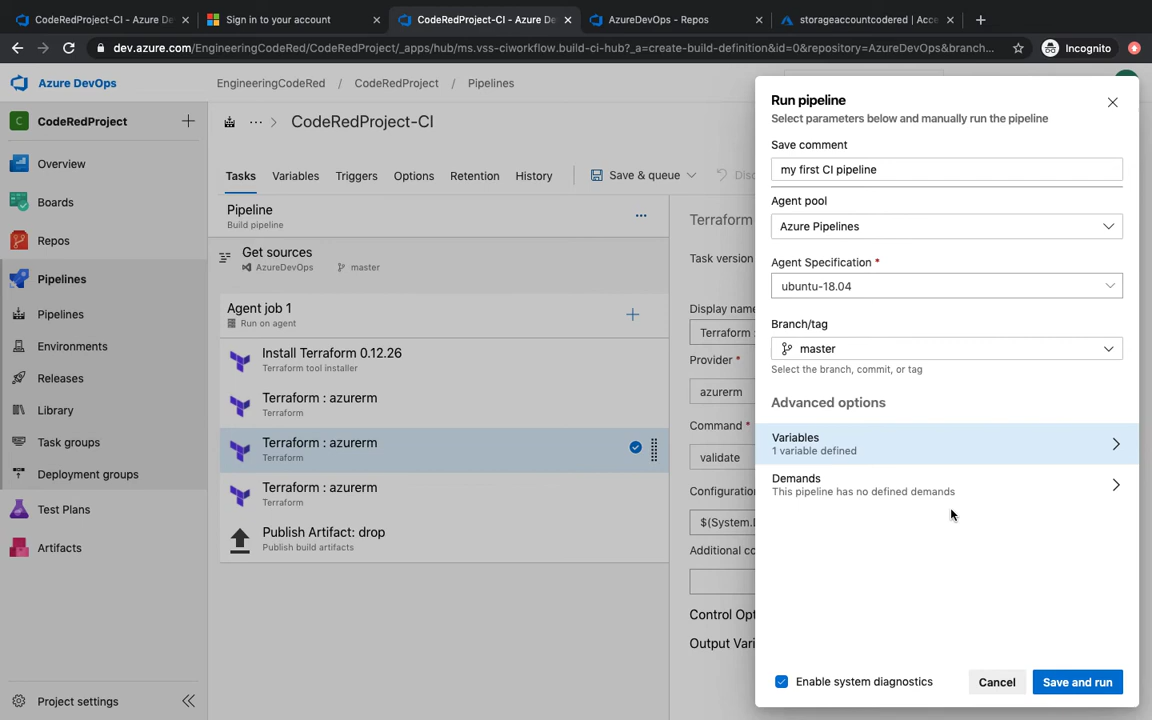 CodeRedProject-CI - Azure De
Sign in to your account
CodeRedProject-CI - Azure De
AzureDevOps - Repos
storageaccountcodered | Acce
dev.azure.com/EngineeringCodeRed/CodeRedProject/_apps/hub/ms.vss-ciworkflow.build-ci-hub?_a=create-build-definition&id=0&repository=AzureDevOps&branch...
Incognito
Azure DevOps
EngineeringCodeRed / CodeRedProject / Pipelines
C CodeRedProject
Overview
Boards
Repos
Pipelines
Pipelines
Environments
Releases
Library
Task groups
Deployment groups
Test Plans
Artifacts
Project settings
... > CodeRedProject-CI
Tasks Variables Triggers Options Retention History Save & queue Disc
Pipeline
Build pipeline
Get sources
AzureDevOps master
Agent job 1
Run on agent
Install Terraform 0.12.26
Terraform tool installer
Terraform : azurerm
Terraform
Terraform : azurerm
Terraform
Terraform : azurerm
Terraform
Publish Artifact: drop
Publish build artifacts
Terraform
Task version
Display name
Terraform :
Provider *
azurerm
Command *
validate
Configuration
$(System.D
Additional co
Control Opt
Output Vari
Run pipeline
Select parameters below and manually run the pipeline
Save comment
my first CI pipeline
Agent pool
Azure Pipelines
Agent Specification *
ubuntu-18.04
Branch/tag
master
Select the branch, commit, or tag
Advanced options
Variables
1 variable defined
Demands
This pipeline has no defined demands
Enable system diagnostics
Cancel
Save and run